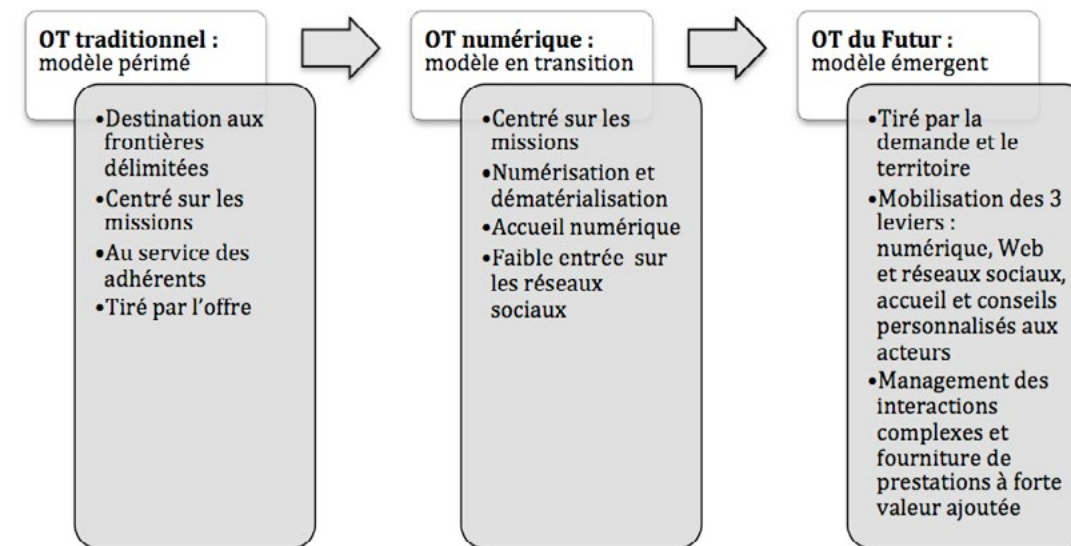 OT traditionnel :
modèle périmé
•Destination aux
frontières
délimitées
•Centré sur les
missions
•Au service des
adhérents
•Tiré par l’offre
OT numérique :
modèle en transition
•Centré sur les
missions
•Numérisation et
dématérialisation
•Accueil numérique
•Faible entrée sur
les réseaux
sociaux
OT du Futur :
modèle émergent
•Tiré par la
demande et le
territoire
•Mobilisation des 3
leviers :
numérique, Web
et réseaux sociaux,
accueil et conseils
personnalisés aux
acteurs
•Management des
interactions
complexes et
fourniture de
prestations à forte
valeur ajoutée